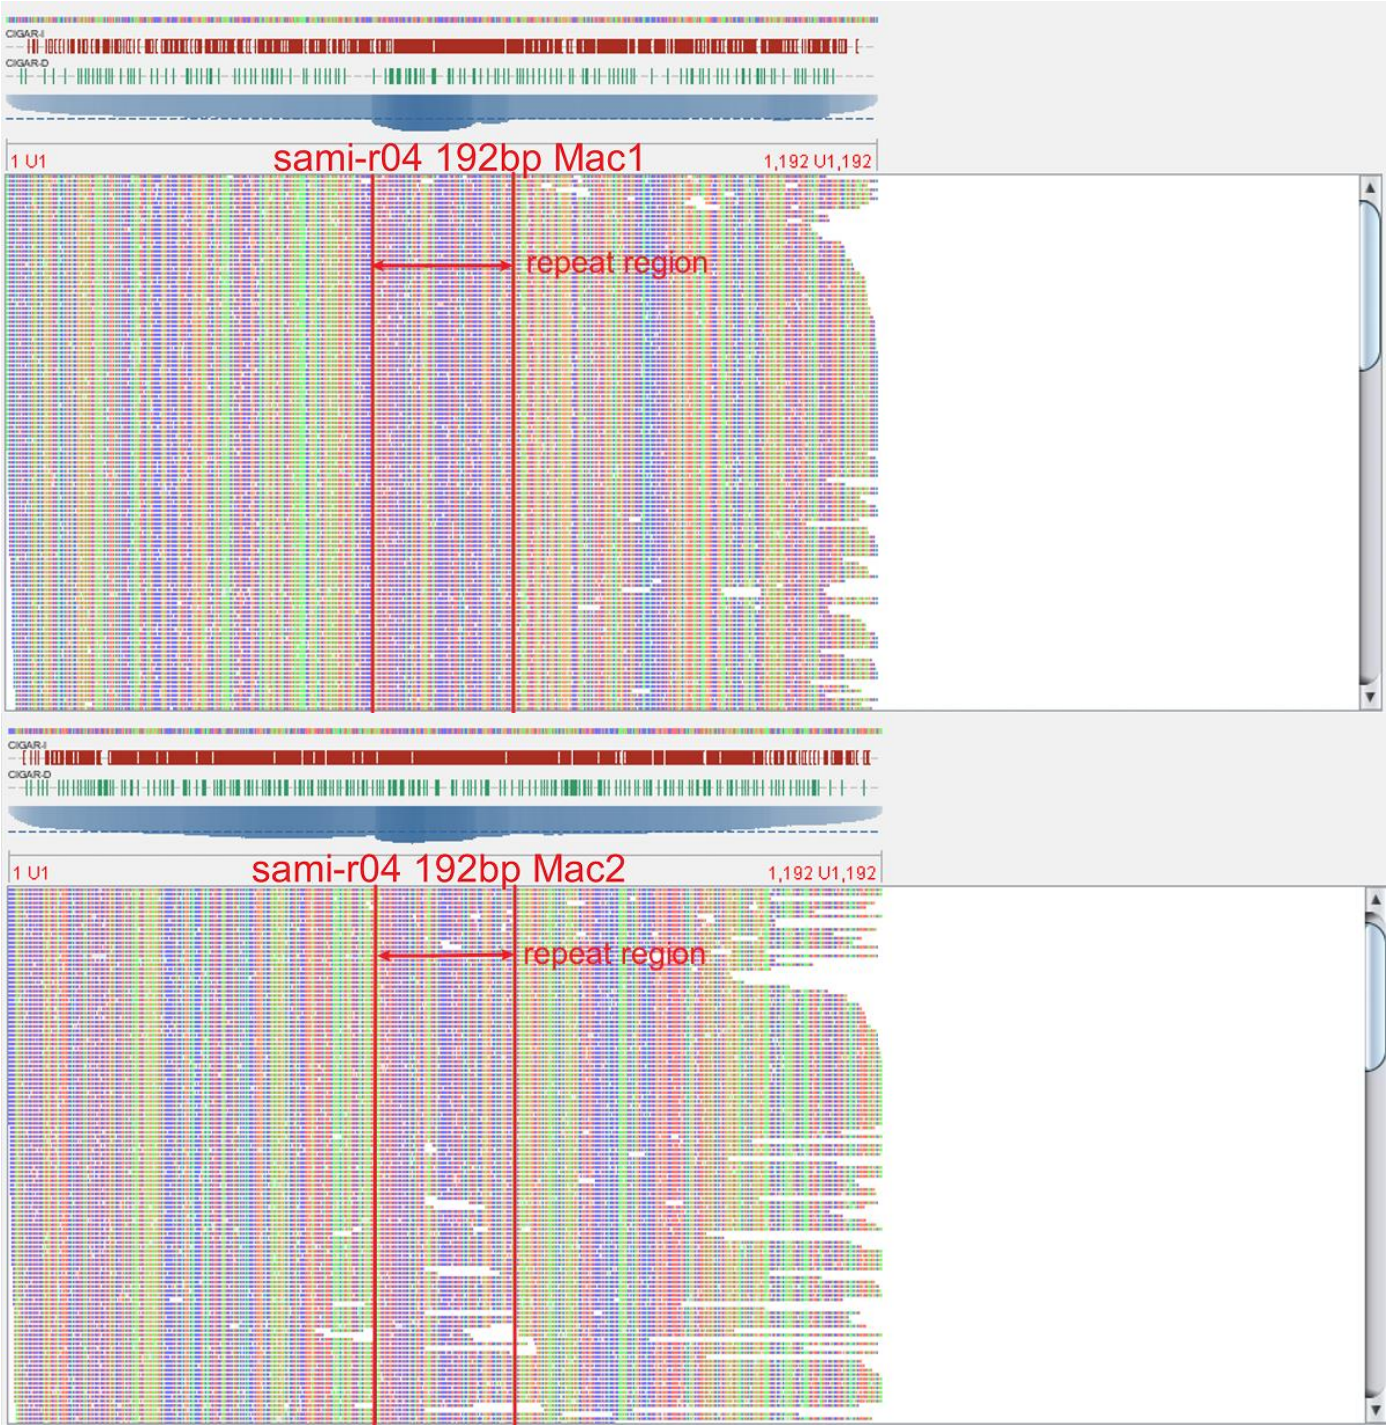 CIGAR-I
CIGAR-D
sami-r04 192bp Mac1
1 U1
1,192 U1,192
repeat region
CIGAR-I
CIGAR-D
sami-r04 192bp Mac2
1 U1
1,192 U1,192
repeat region